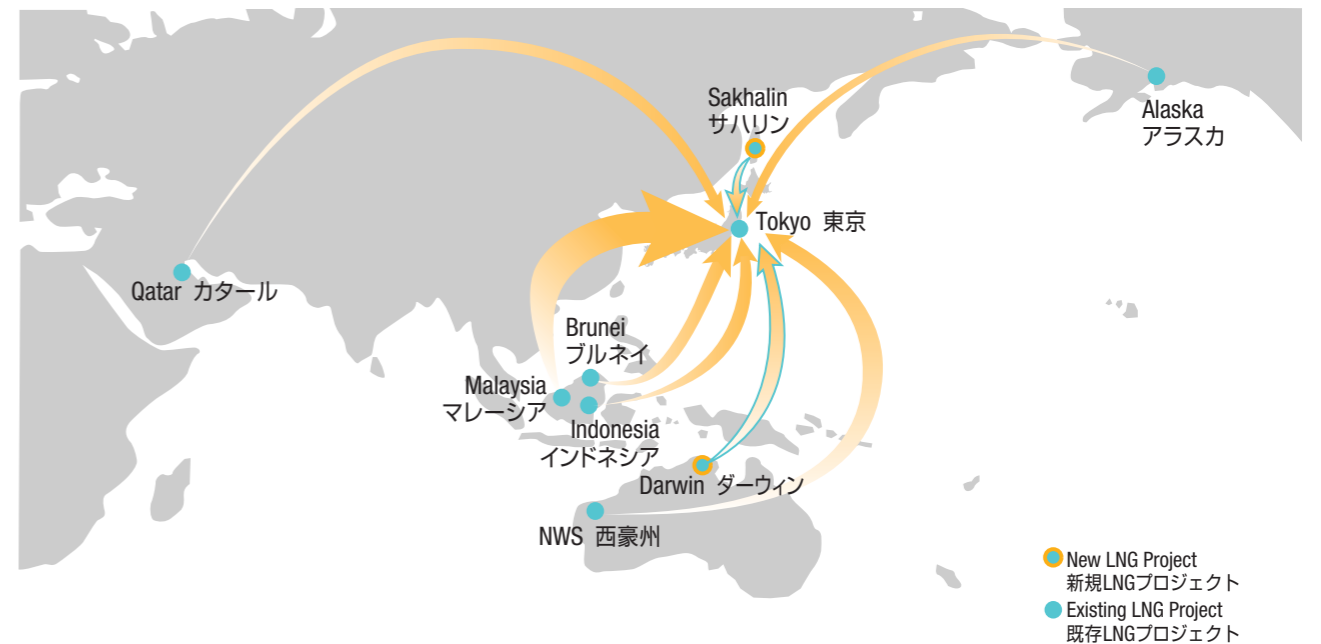 Sakhalin
サハリン
Alaska
アラスカ
Tokyo 東京
Qatar カタール
Brunei
ブルネイ
Malaysia
マレーシア
Indonesia
インドネシア
Darwin ダーウィン
NWS 西豪州
New LNG Project
新規LNGプロジェクト
Existing LNG Project
既存LNGプロジェクト